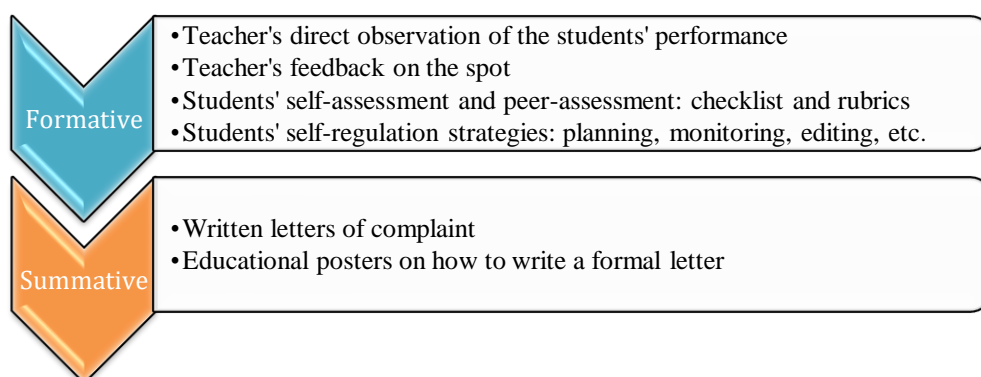 Formative
•Teacher's direct observation of the students' performance
•Teacher's feedback on the spot
•Students' self-assessment and peer-assessment: checklist and rubrics
•Students' self-regulation strategies: planning, monitoring, editing, etc.
Summative
•Written letters of complaint
•Educational posters on how to write a formal letter